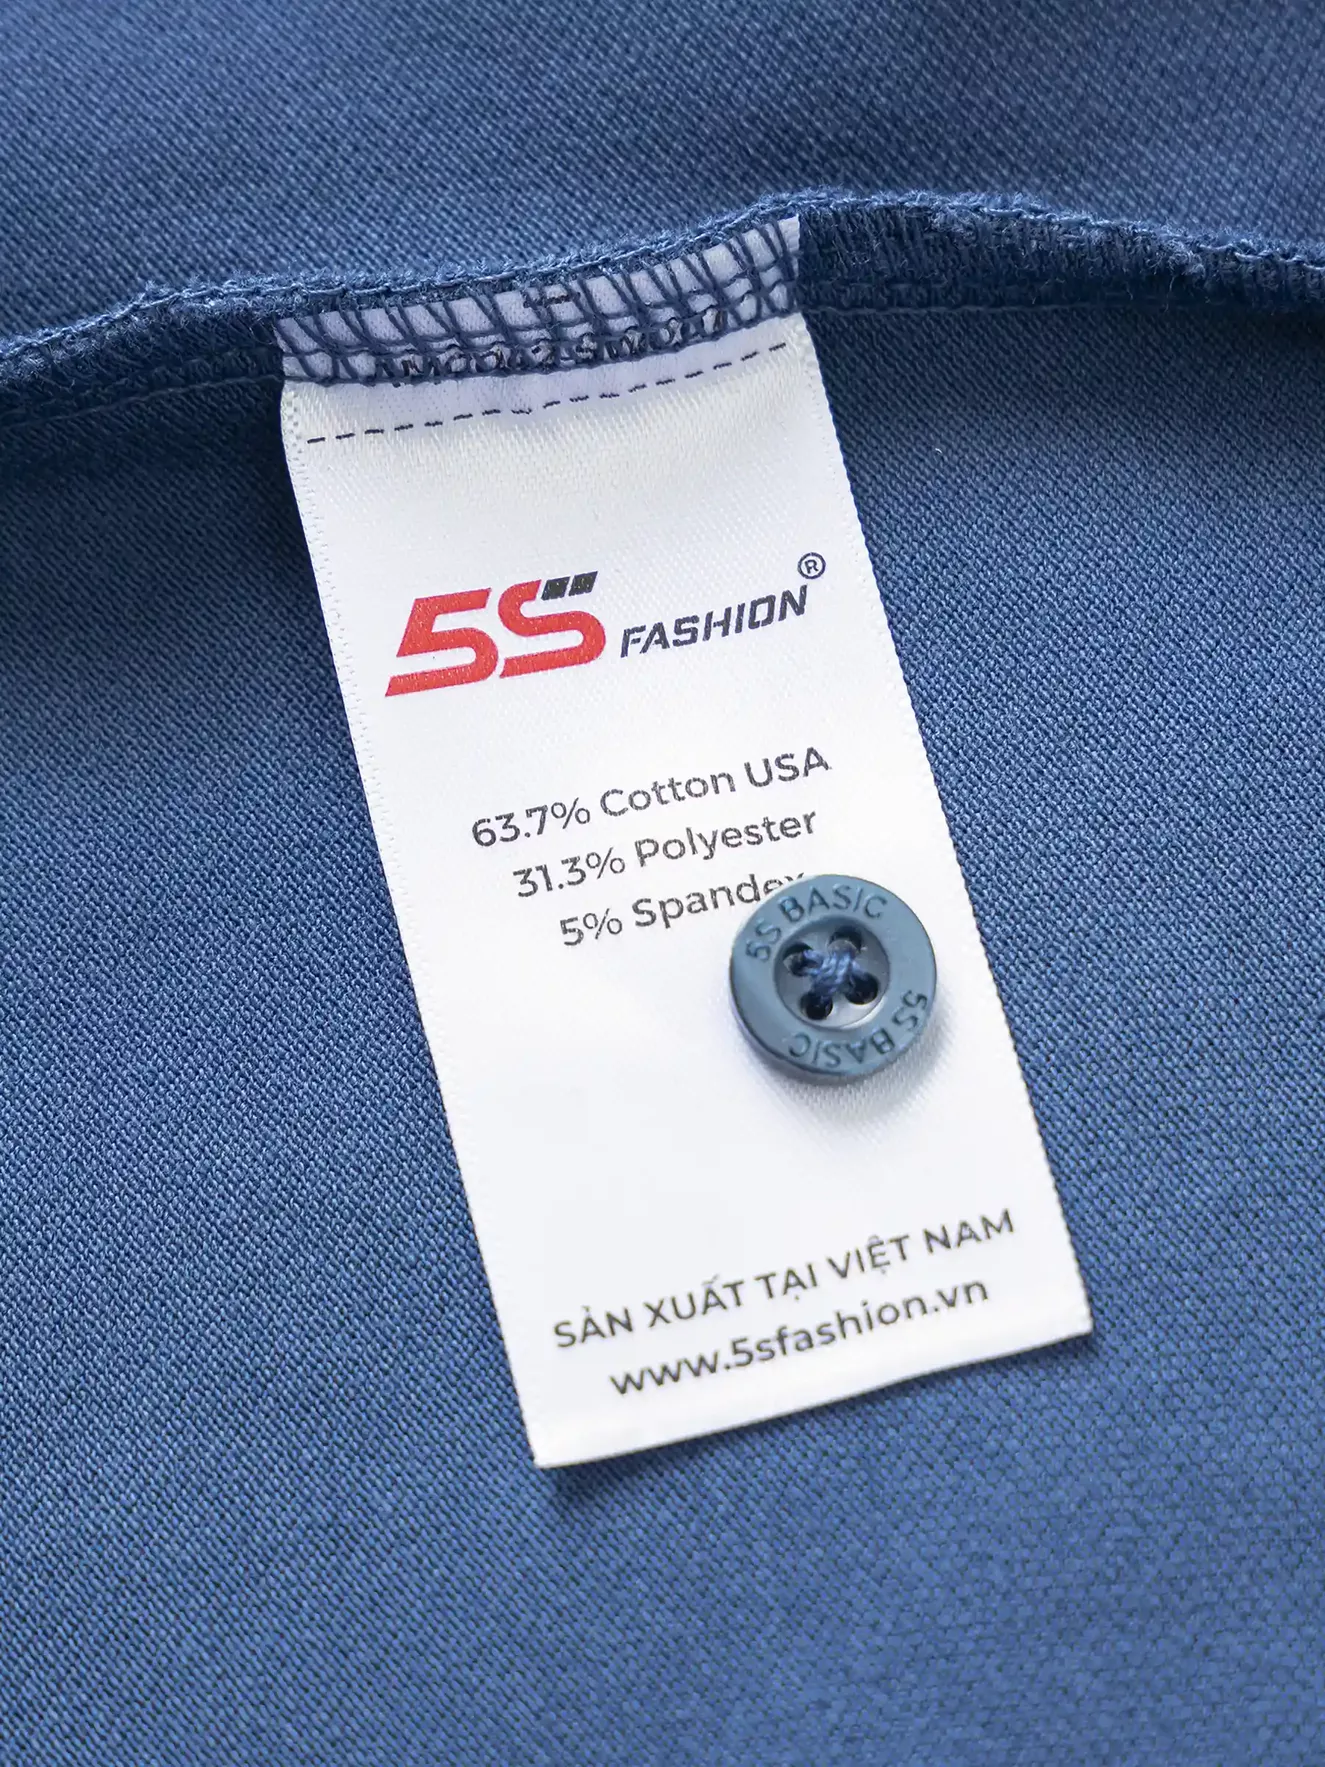 5S FASHION ®
63.7% Cotton USA
31.3% Polyester
5% Spandex
5S BASIC
5S BASIC
SẢN XUẤT TẠI VIỆT NAM
www.5sfashion.vn